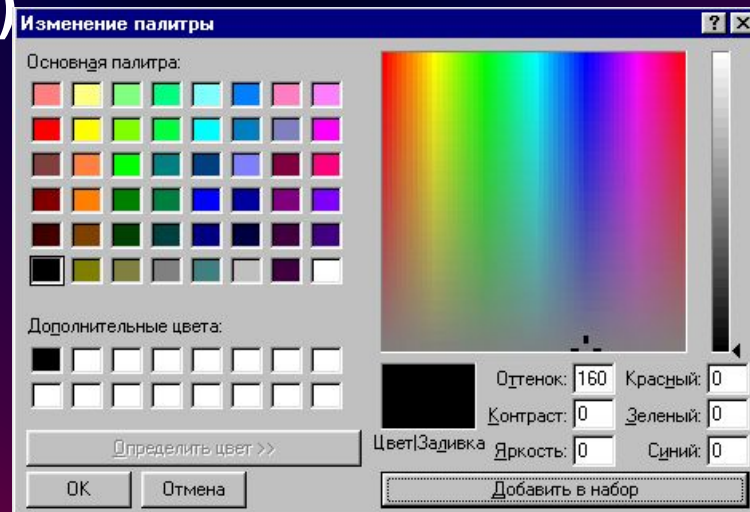 )
Изменение палитры
Основная палитра:
Дополнительные цвета:
Определить цвет >>
OK Отмена
Оттенок: 160 Красный: 0
Контраст: 0 Зеленый: 0
Цвет|Заливка Яркость: 0 Синий: 0
Добавить в набор